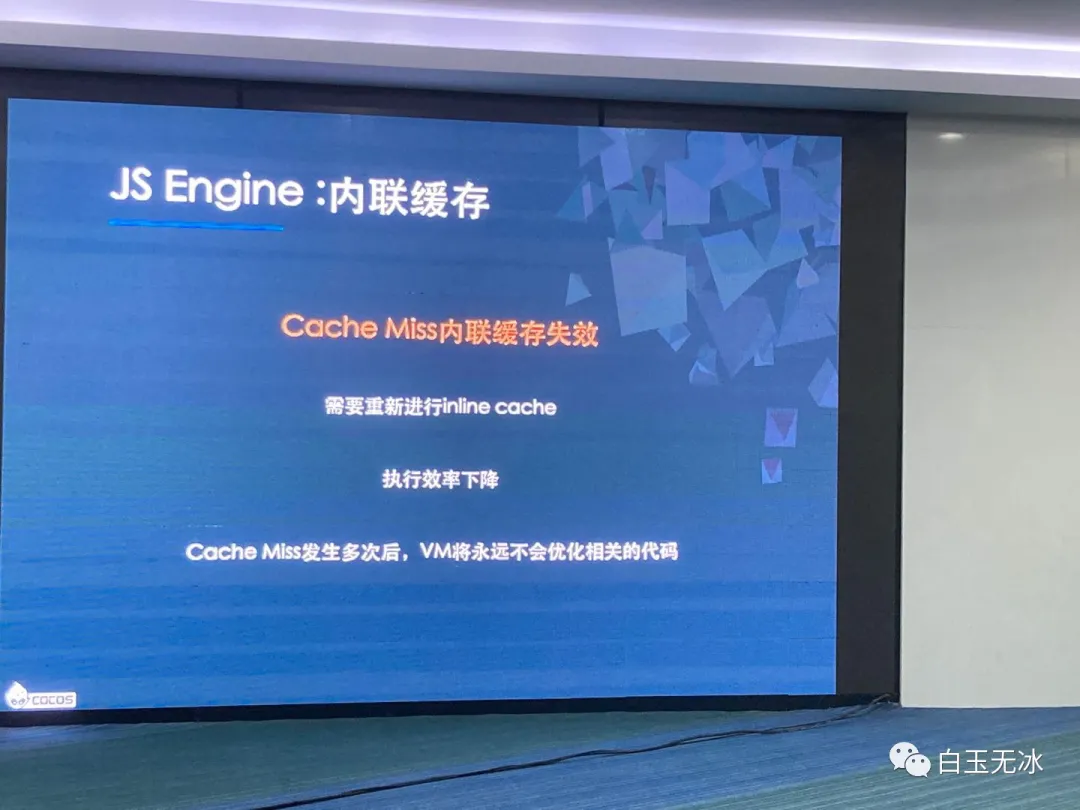 JS Engine :内联缓存
Cache Miss内联缓存失效
需要重新进行inline cache
执行效率下降
Cache Miss发生多次后，VM将永远不会优化相关的代码
COCOS
白玉无冰